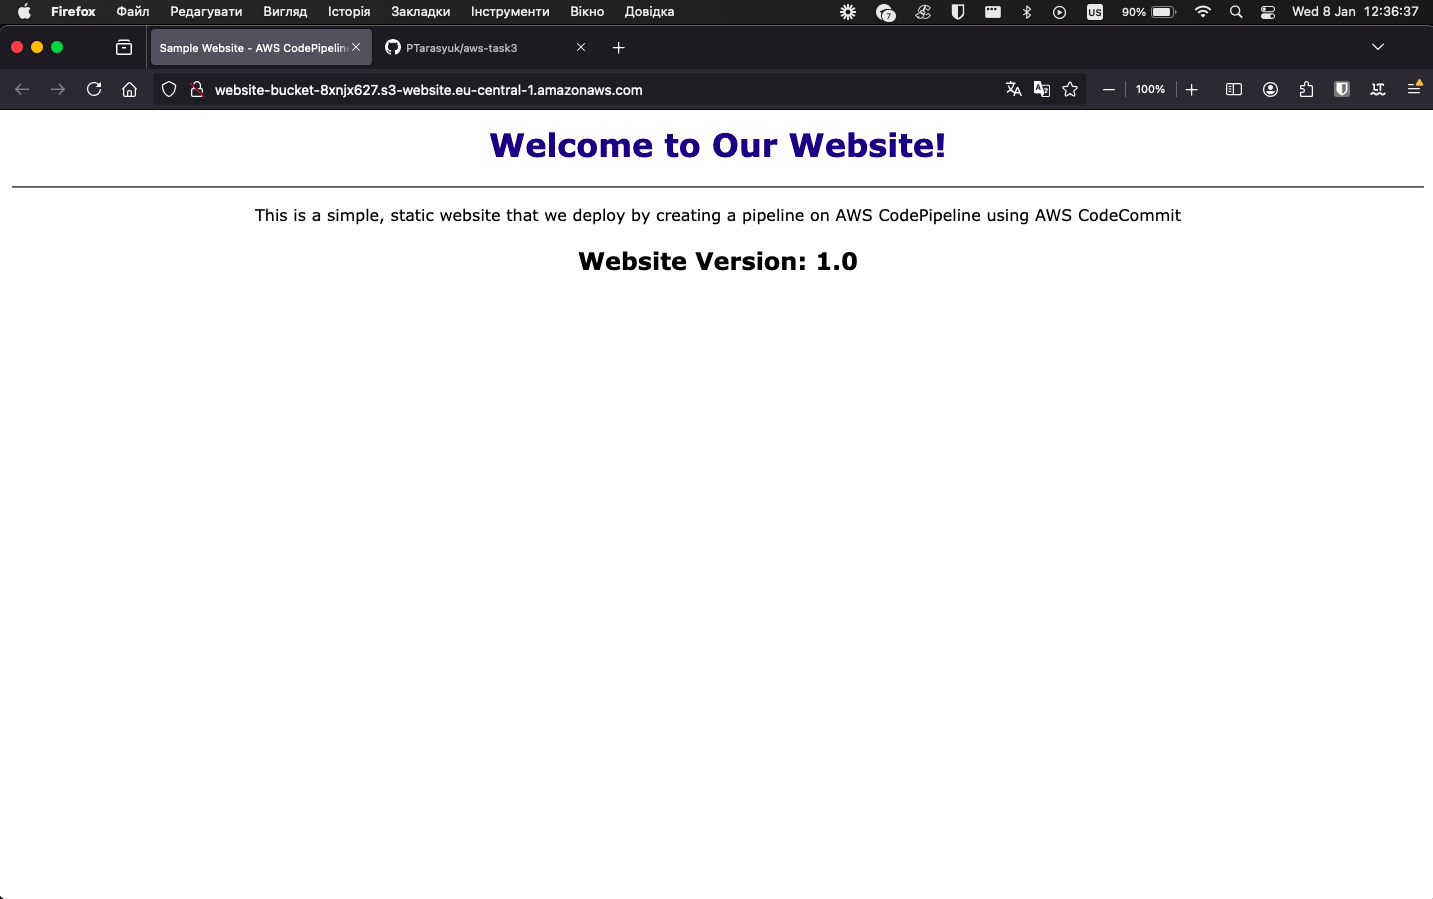 Firefox Файл Редагувати Вигляд Історія Закладки Інструменти Вікно Довідка 7 US 90% Wed 8 Jan 12:36:37
Sample Website - AWS CodePipelin PTarasyuk/aws-task3
website-bucket-8xnjx627.s3-website.eu-central-1.amazonaws.com 100%
Welcome to Our Website!
This is a simple, static website that we deploy by creating a pipeline on AWS CodePipeline using AWS CodeCommit
Website Version: 1.0